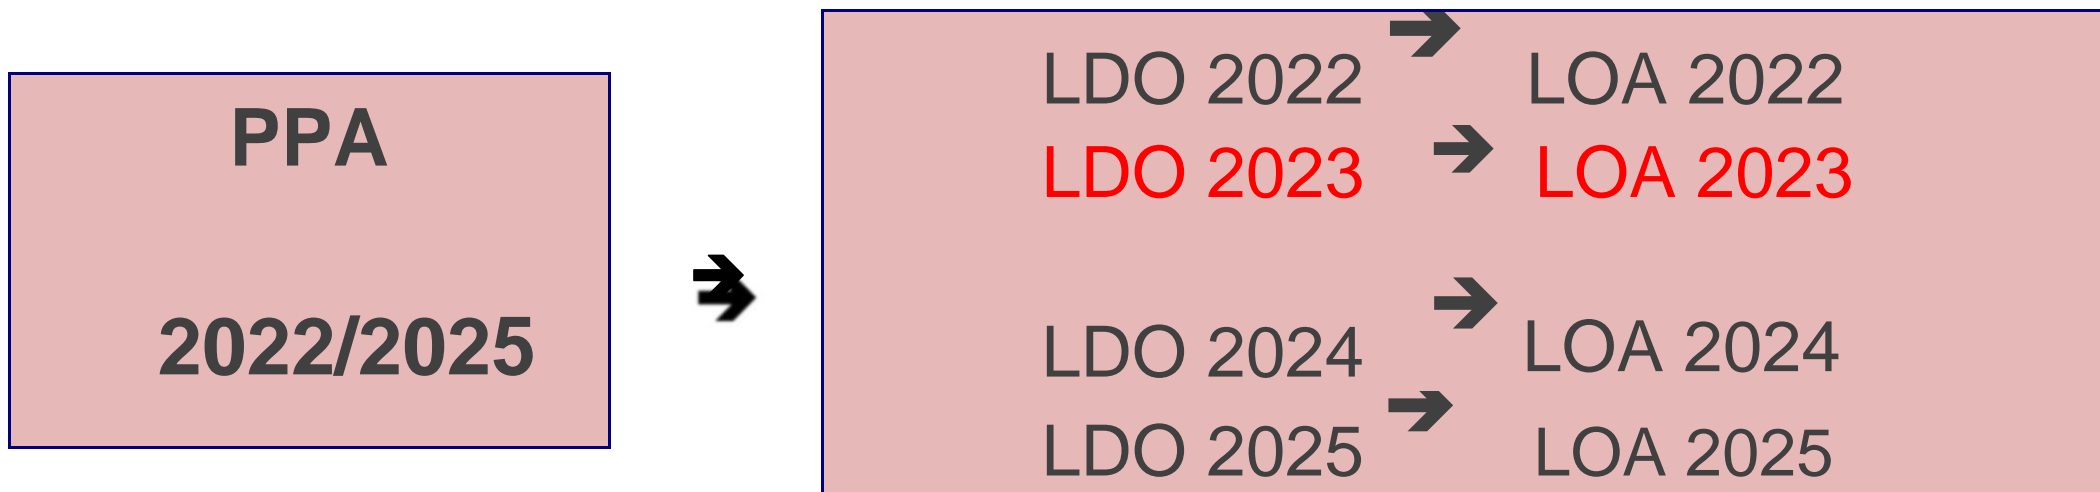 PPA
2022/2025
LDO 2022 ➔ LOA 2022
LDO 2023 ➔ LOA 2023
LDO 2024 ➔ LOA 2024
LDO 2025 ➔ LOA 2025